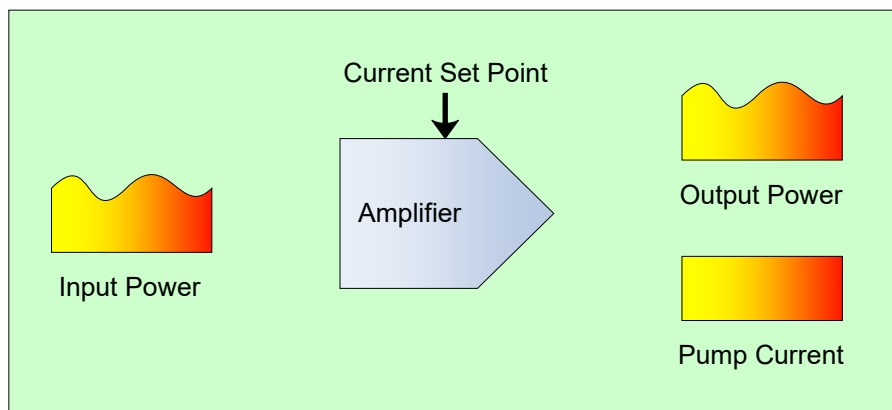 Current Set Point
Amplifier
Input Power
Output Power
Pump Current